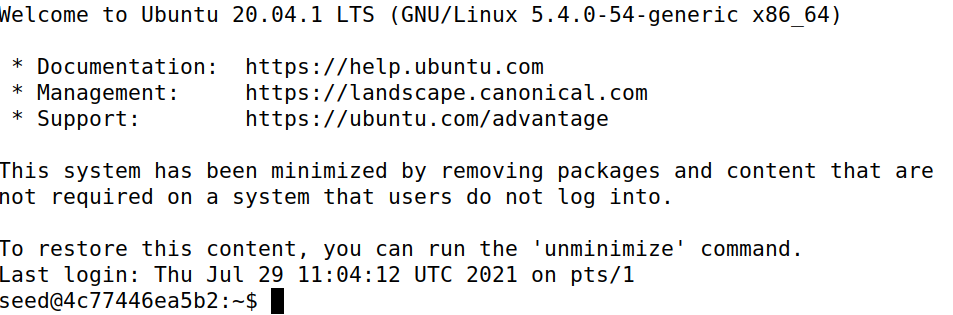 Welcome to Ubuntu 20.04.1 LTS (GNU/Linux 5.4.0-54-generic x86_64)
* Documentation: https://help.ubuntu.com
* Management: https://landscape.canonical.com
* Support: https://ubuntu.com/advantage
This system has been minimized by removing packages and content that are
not required on a system that users do not log into.
To restore this content, you can run the 'unminimize' command.
Last login: Thu Jul 29 11:04:12 UTC 2021 on pts/1
seed@4c77446ea5b2:~$